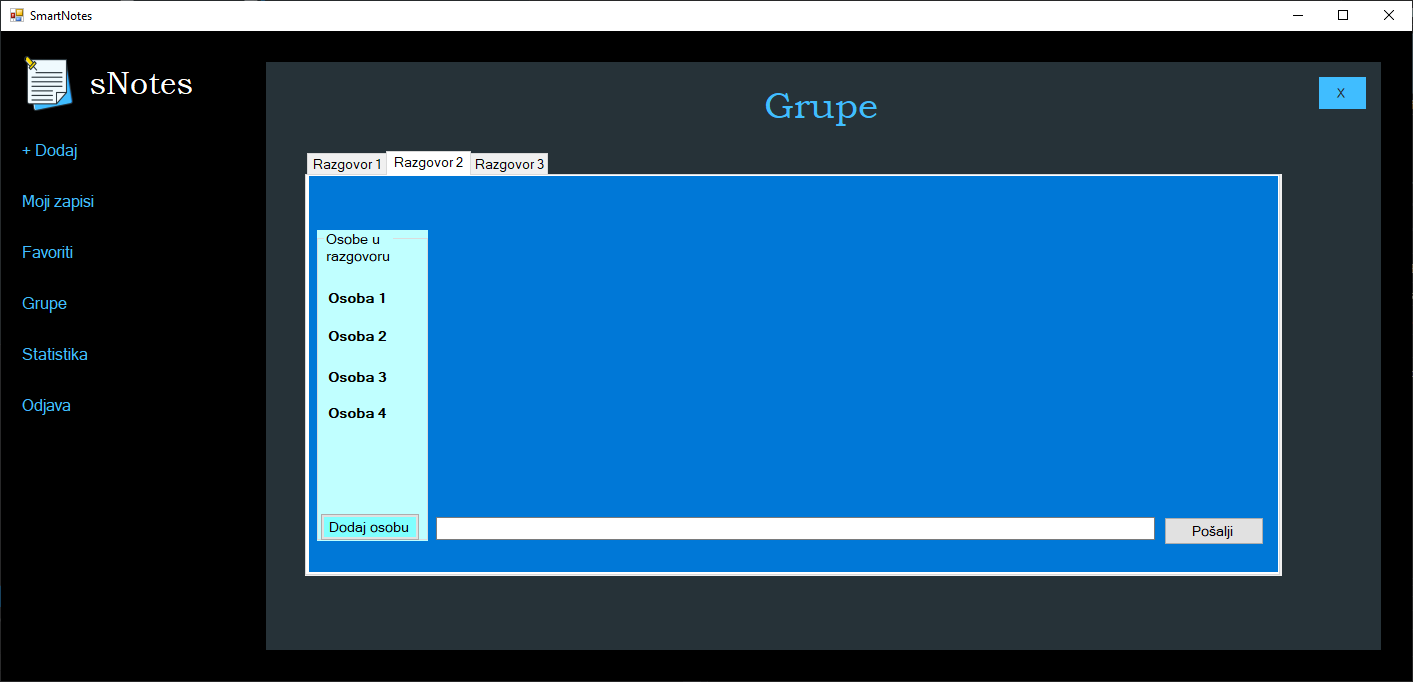 SmartNotes
sNotes
+ Dodaj
Moji zapisi
Favoriti
Grupe
Statistika
Odjava
Grupe
X
Razgovor 1
Razgovor 2
Razgovor 3
Osobe u
razgovoru
Osoba 1
Osoba 2
Osoba 3
Osoba 4
Dodaj osobu
Pošalji